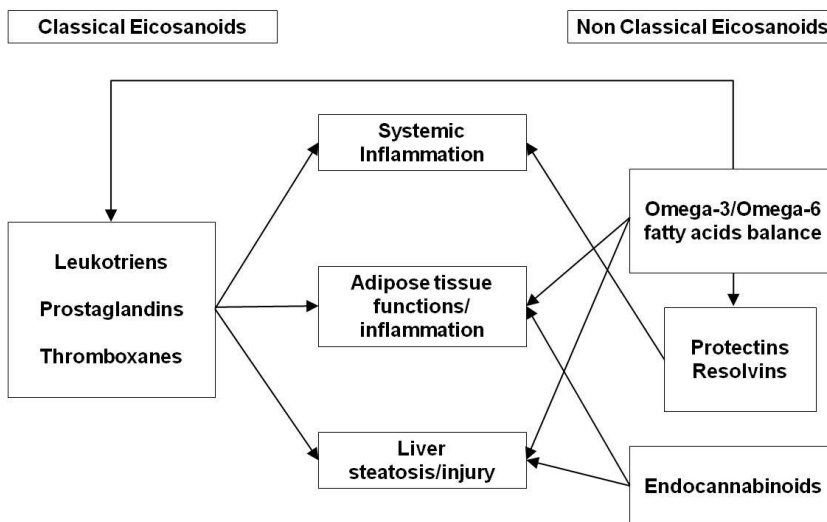 Classical Eicosanoids
Non Classical Eicosanoids
Systemic
Inflammation
Omega-3/Omega-6
fatty acids balance
Leukotriens
Prostaglandins
Thromboxanes
Adipose tissue
functions/
inflammation
Protectins
Resolvins
Liver
steatosis/injury
Endocannabinoids